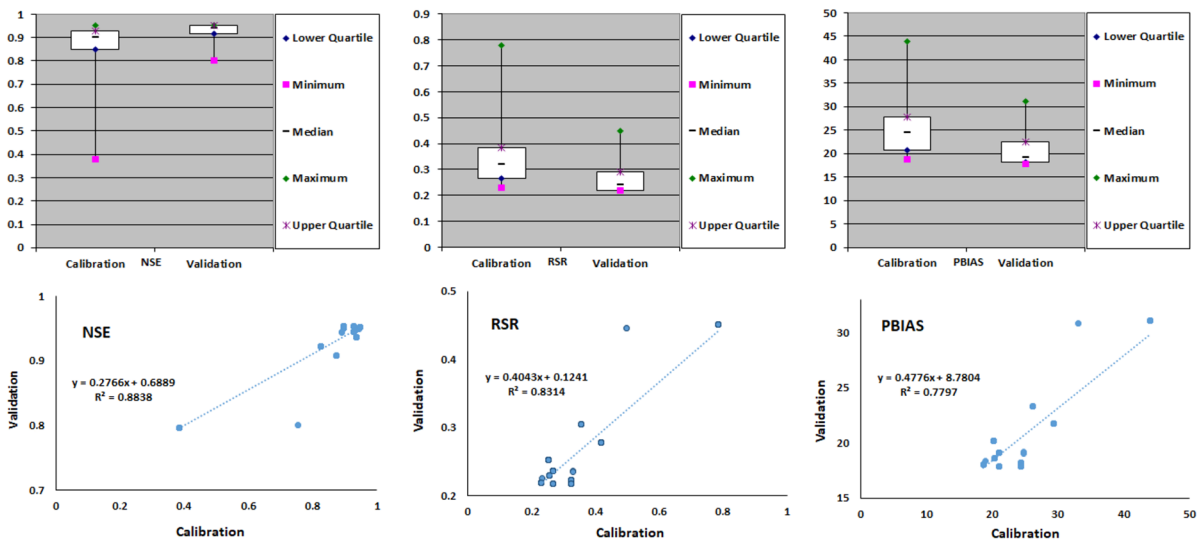 1
0.9
0.8
0.7
0.6
0.5
0.4
0.3
0.2
0.1
0
Calibration NSE Validation
Lower Quartile
Minimum
Median
Maximum
Upper Quartile
0.9
0.8
0.7
0.6
0.5
0.4
0.3
0.2
0.1
0
Calibration RSR Validation
Lower Quartile
Minimum
Median
Maximum
Upper Quartile
50
45
40
35
30
25
20
15
10
5
0
Calibration PBIAS Validation
Lower Quartile
Minimum
Median
Maximum
Upper Quartile
NSE
y = 0.2766x + 0.6889
R² = 0.8838
Validation
1
0.9
0.8
0.7
0 0.2 0.4 0.6 0.8 1
Calibration
RSR
y = 0.4043x + 0.1241
R² = 0.8314
Validation
0.5
0.4
0.3
0.2
0 0.2 0.4 0.6 0.8 1
Calibration
PBIAS
y = 0.4776x + 8.7804
R² = 0.7797
Validation
30
25
20
15
0 10 20 30 40 50
Calibration